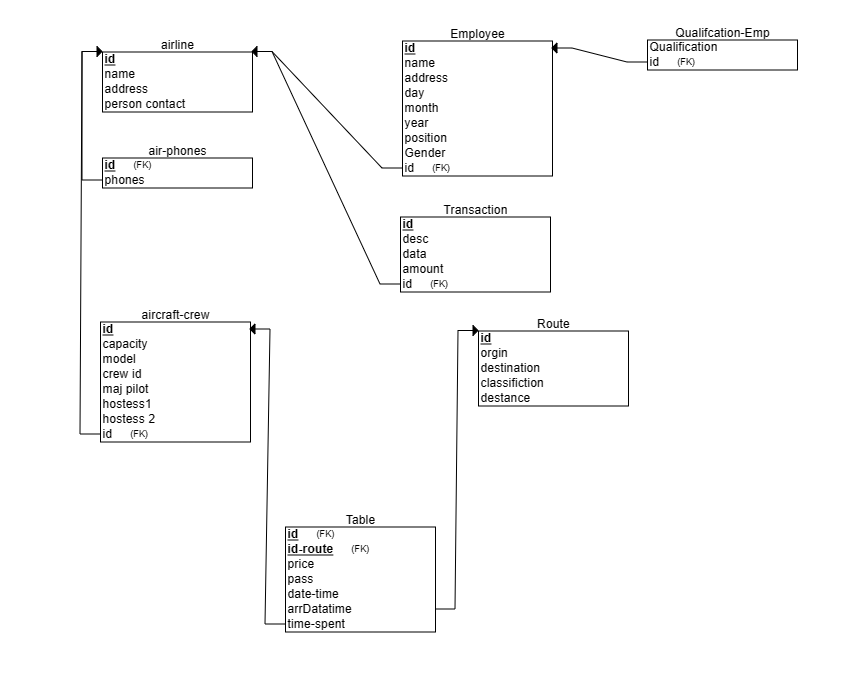 airline
id
name
address
person contact
air-phones
id (FK)
phones
Employee
id
name
address
day
month
year
position
Gender
id (FK)
Qualifcation-Emp
Qualification
id (FK)
Transaction
id
desc
data
amount
id (FK)
aircraft-crew
id
capacity
model
crew id
maj pilot
hostess1
hostess 2
id (FK)
Route
id
orgin
destination
classifiction
destance
Table
id (FK)
id-route (FK)
price
pass
date-time
arrDatatime
time-spent